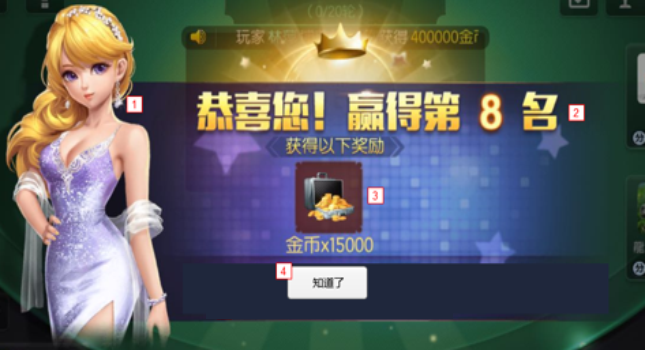 玩家
获得400000金
1
恭喜您！赢得第 8 名
2
获得以下奖励
3
金币x15000
4
知道了